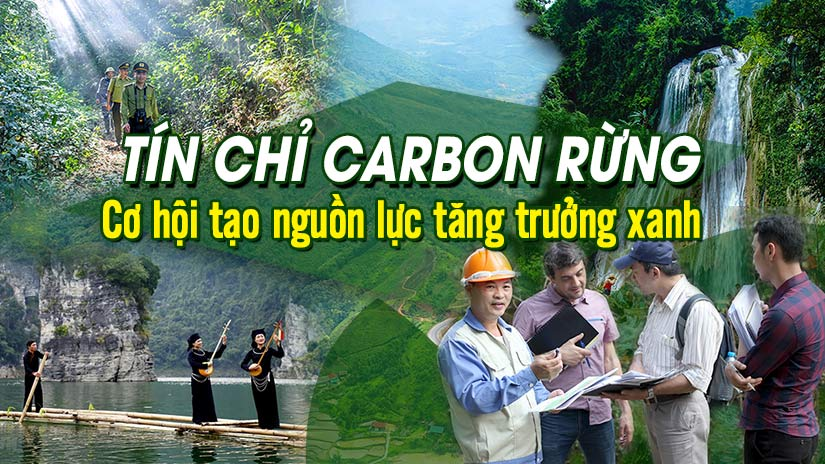 TÍN CHỈ CARBON RỪNG
Cơ hội tạo nguồn lực tăng trưởng xanh